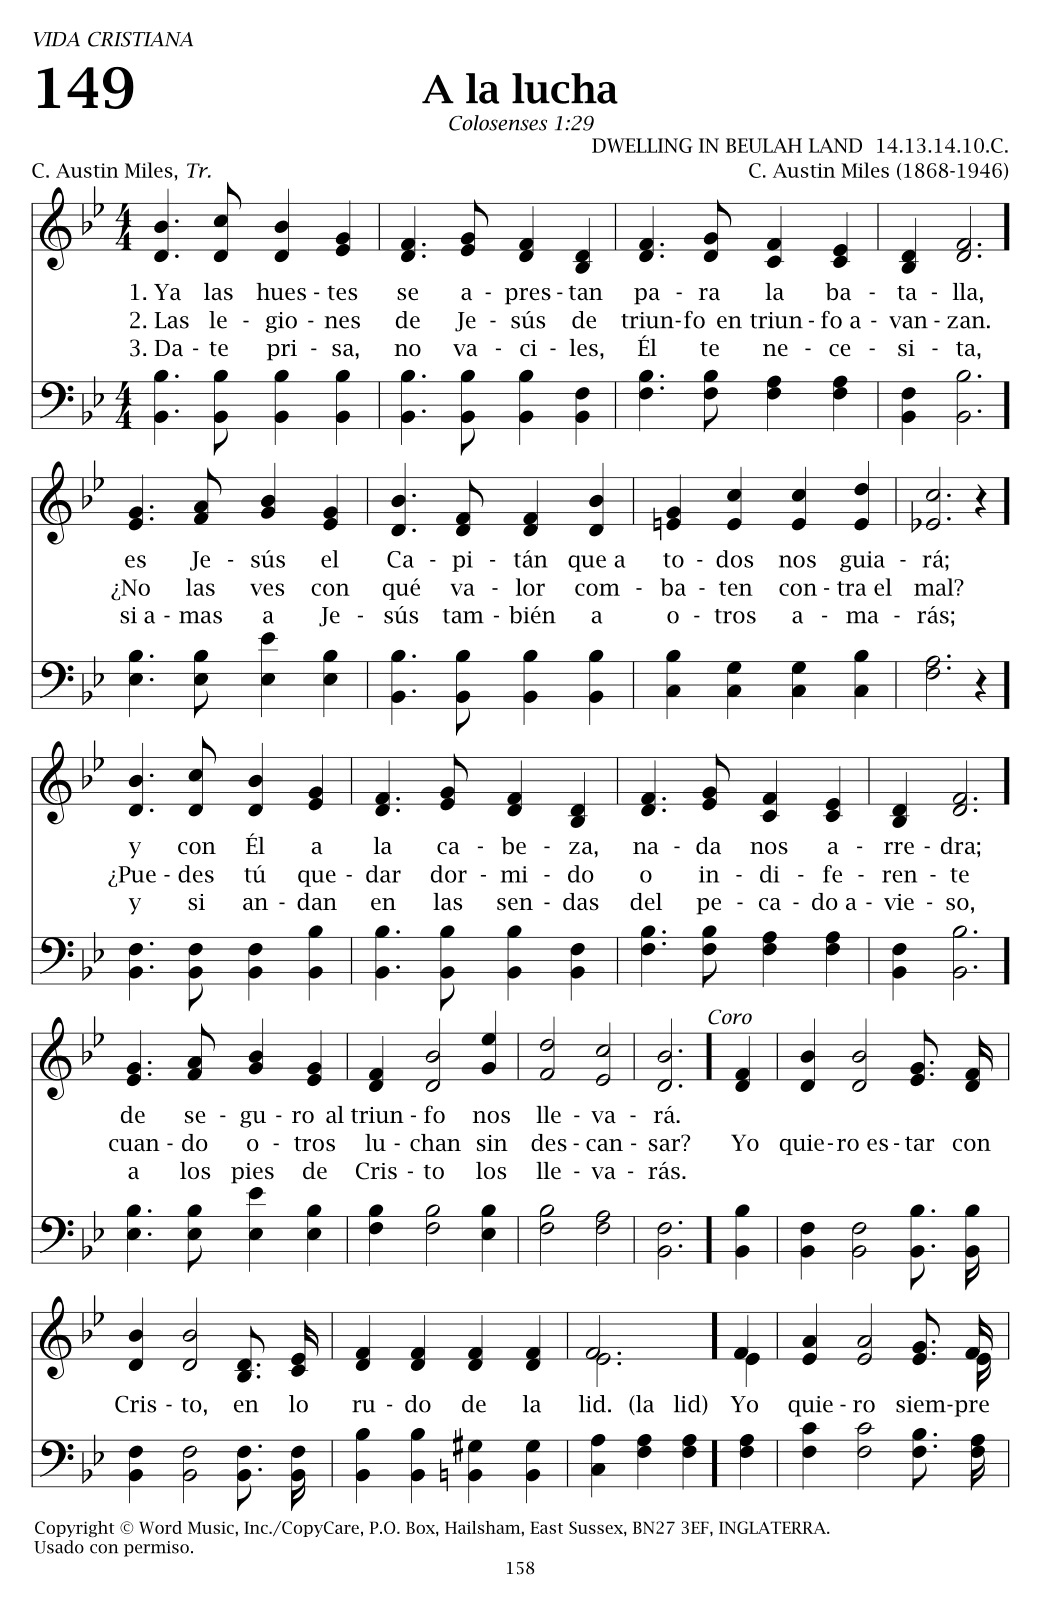 VIDA CRISTIANA
149
A la lucha
Colosenses 1:29
DWELLING IN BEULAH LAND 14.13.14.10.C.
C. Austin Miles, Tr.
C. Austin Miles (1868-1946)
1. Ya las hues - tes se a - pres - tan pa - ra la ba - ta - lla,
2. Las le - gio - nes de Je - sús de triun-fo en triun - fo a - van - zan.
3. Da - te pri - sa, no va - ci - les, Él te ne - ce - si - ta,
es Je - sús el Ca - pi - tán que a to - dos nos guia - rá;
¿No las ves con qué va - lor com - ba - ten con - tra el mal?
si a - mas a Je - sús tam - bién a o - tros a - ma - rás;
y con Él a la ca - be - za, na - da nos a - rre - dra;
¿Pue - des tú que - dar dor - mi - do o in - di - fe - ren - te
y si an - dan en las sen - das del pe - ca - do a - vie - so,
Coro
de se - gu - ro al triun - fo nos lle - va - rá.
cuan - do o - tros lu - chan sin des - can - sar? Yo quie-ro es - tar con
a los pies de Cris - to los lle - va - rás.
Cris - to, en lo ru - do de la lid. (la lid) Yo quie - ro siem-pre
Copyright © Word Music, Inc./CopyCare, P.O. Box, Hailsham, East Sussex, BN27 3EF, INGLATERRA.
Usado con permiso.
158